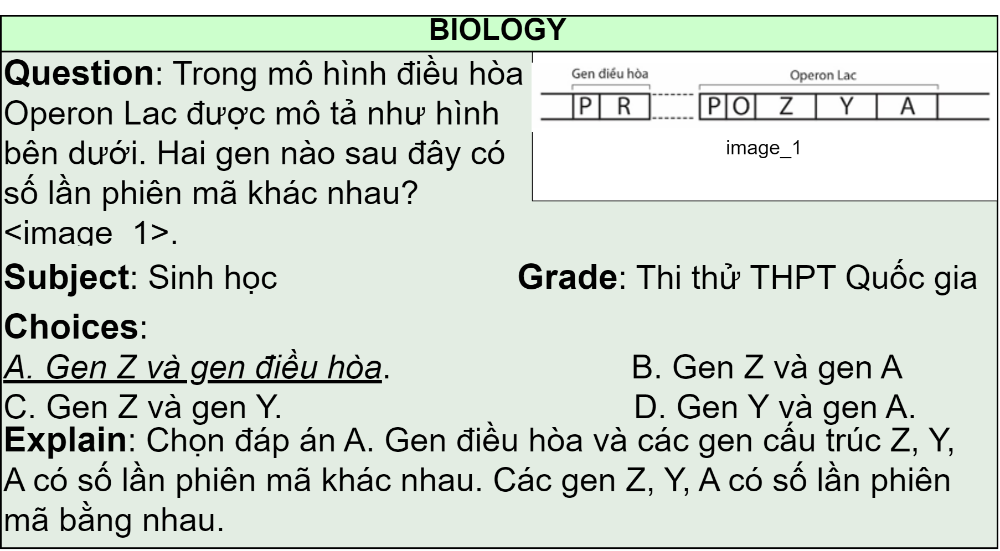 BIOLOGY
Question: Trong mô hình điều hòa
Operon Lac được mô tả như hình
bên dưới. Hai gen nào sau đây có
số lần phiên mã khác nhau?
<image_1>.
Gen điều hòa
Operon Lac
P R P O Z Y A
image_1
Subject: Sinh học
Grade: Thi thử THPT Quốc gia
Choices:
A. Gen Z và gen điều hòa.
B. Gen Z và gen A
C. Gen Z và gen Y.
D. Gen Y và gen A.
Explain: Chọn đáp án A. Gen điều hòa và các gen cấu trúc Z, Y,
A có số lần phiên mã khác nhau. Các gen Z, Y, A có số lần phiên
mã bằng nhau.